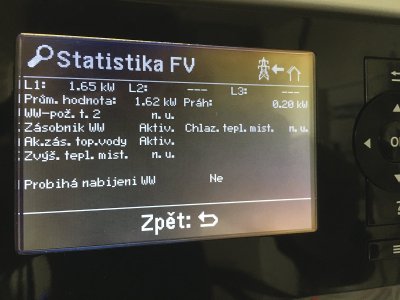 Statistika FV
L1: 1.65 kW L2: --- L3: ---
Prům. hodnota: 1.62 kW Práh: 0.20 kW
WW-pož. t. 2 n. u.
Zásobník WW Aktiv. Chlaz. tepl. míst. n. u.
Ak.zás. top.vody Aktiv.
Zvýš. tepl. míst. n. u.
Probíhá nabíjení WW Ne
Zpět:
OK
?